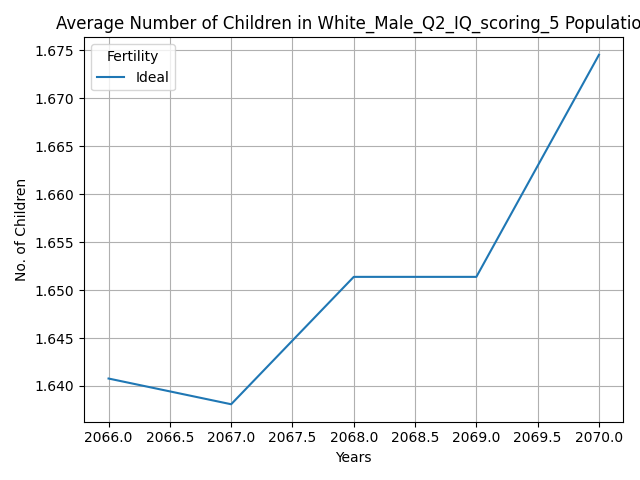 Average Number of Children in White_Male_Q2_IQ_scoring_5 Populatio
Fertility
Ideal
1.675
1.670
1.665
1.660
1.655
1.650
1.645
1.640
No. of Children
2066.0 2066.5 2067.0 2067.5 2068.0 2068.5 2069.0 2069.5 2070.0
Years